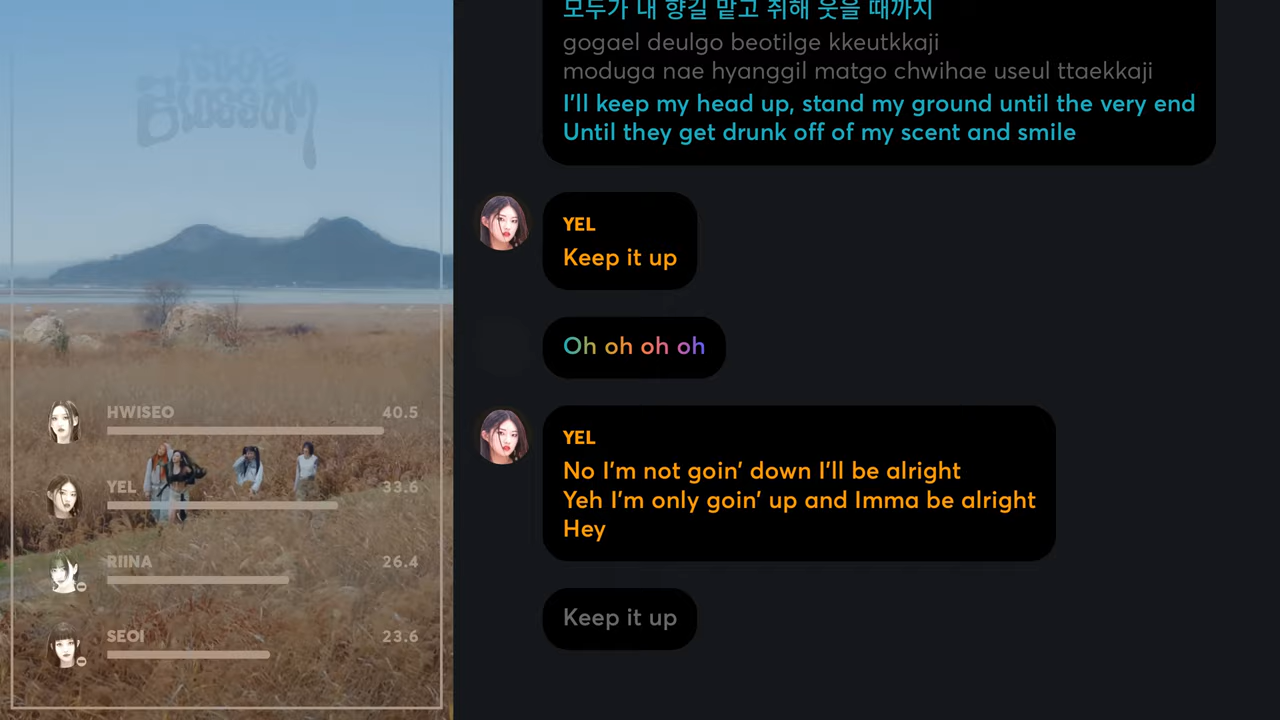 WILD
BLOSSOM
HWISEO
40.5
YEL
33.6
RIINA
26.4
SEOI
23.6
모두가 내 향길 맡고 취해 웃을 때까지
gogael deulgo beotilge kkeutkkaji
moduga nae hyanggil matgo chwihae useul ttaekkaji
I'll keep my head up, stand my ground until the very end
Until they get drunk off of my scent and smile
YEL
Keep it up
Oh oh oh oh
YEL
No I'm not goin' down I'll be alright
Yeh I'm only goin' up and Imma be alright
Hey
Keep it up